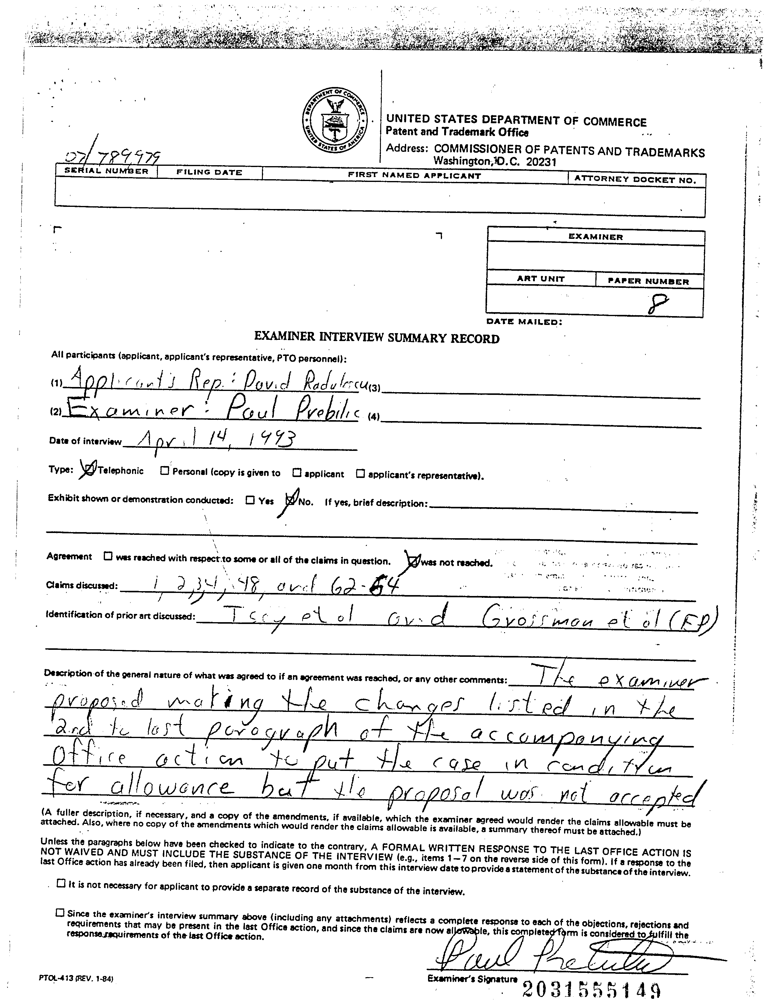 DEPARTMENT OF COMMERCE
UNITED STATES OF AMERICA
UNITED STATES DEPARTMENT OF COMMERCE
Patent and Trademark Office
Address: COMMISSIONER OF PATENTS AND TRADEMARKS
Washington, D.C. 20231
07/789,979
SERIAL NUMBER FILING DATE FIRST NAMED APPLICANT ATTORNEY DOCKET NO.
EXAMINER
ART UNIT PAPER NUMBER
8
DATE MAILED:
EXAMINER INTERVIEW SUMMARY RECORD
All participants (applicant, applicant's representative, PTO personnel):
(1) Applicant's Rep.: David Radulescu (3)
(2) Examiner: Paul Prebilic (4)
Date of interview April 14, 1993
Type: Telephonic Personal (copy is given to applicant applicant's representative).
Exhibit shown or demonstration conducted: Yes No. If yes, brief description:
Agreement was reached with respect to some or all of the claims in question. was not reached.
Claims discussed: 1, 2, 34, 48, and 62-64
Identification of prior art discussed: et al and Grossman et al (EP)
Description of the general nature of what was agreed to if an agreement was reached, or any other comments: The examiner
proposed making the changes listed in the
2nd to last paragraph of the accompanying
Office action to put the case in condition
for allowance but the proposal was not accepted
(A fuller description, if necessary, and a copy of the amendments, if available, which the examiner agreed would render the claims allowable must be
attached. Also, where no copy of the amendments which would render the claims allowable is available, a summary thereof must be attached.)
Unless the paragraphs below have been checked to indicate to the contrary, A FORMAL WRITTEN RESPONSE TO THE LAST OFFICE ACTION IS
NOT WAIVED AND MUST INCLUDE THE SUBSTANCE OF THE INTERVIEW (e.g., items 1–7 on the reverse side of this form). If a response to the
last Office action has already been filed, then applicant is given one month from this interview date to provide a statement of the substance of the interview.
It is not necessary for applicant to provide a separate record of the substance of the interview.
Since the examiner's interview summary above (including any attachments) reflects a complete response to each of the objections, rejections and
requirements that may be present in the last Office action, and since the claims are now allowable, this completed form is considered to fulfill the
response requirements of the last Office action.
Paul Prebilic
PTOL-413 (REV. 1-84)
Examiner's Signature
2031555149